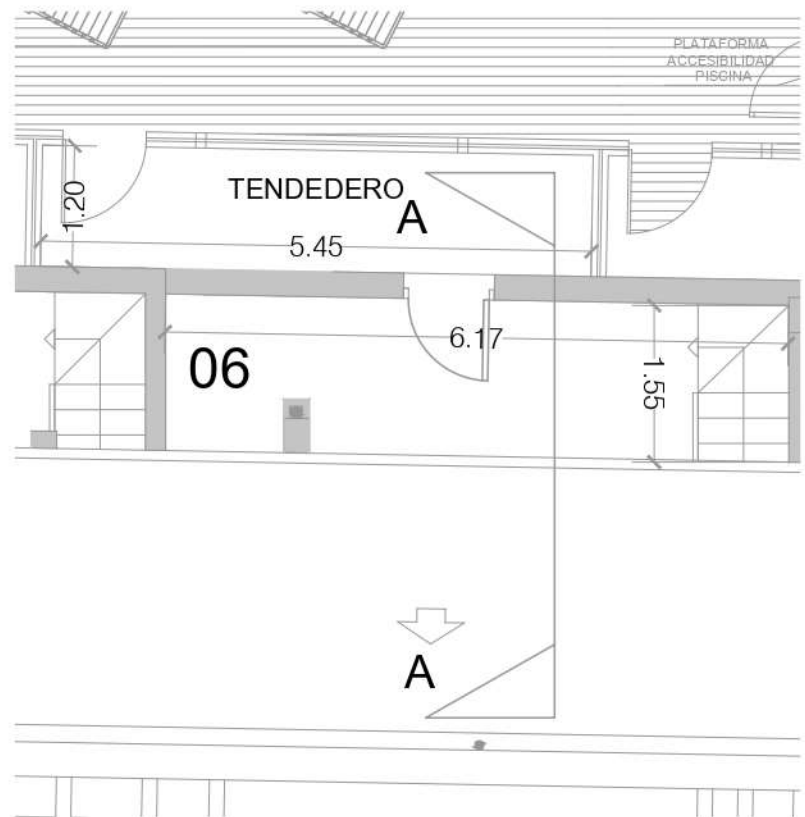 PLATAFORMA
ACCESIBILIDAD
PISCINA
1.20
TENDEDERO
A
5.45
6.17
06
1.55
A